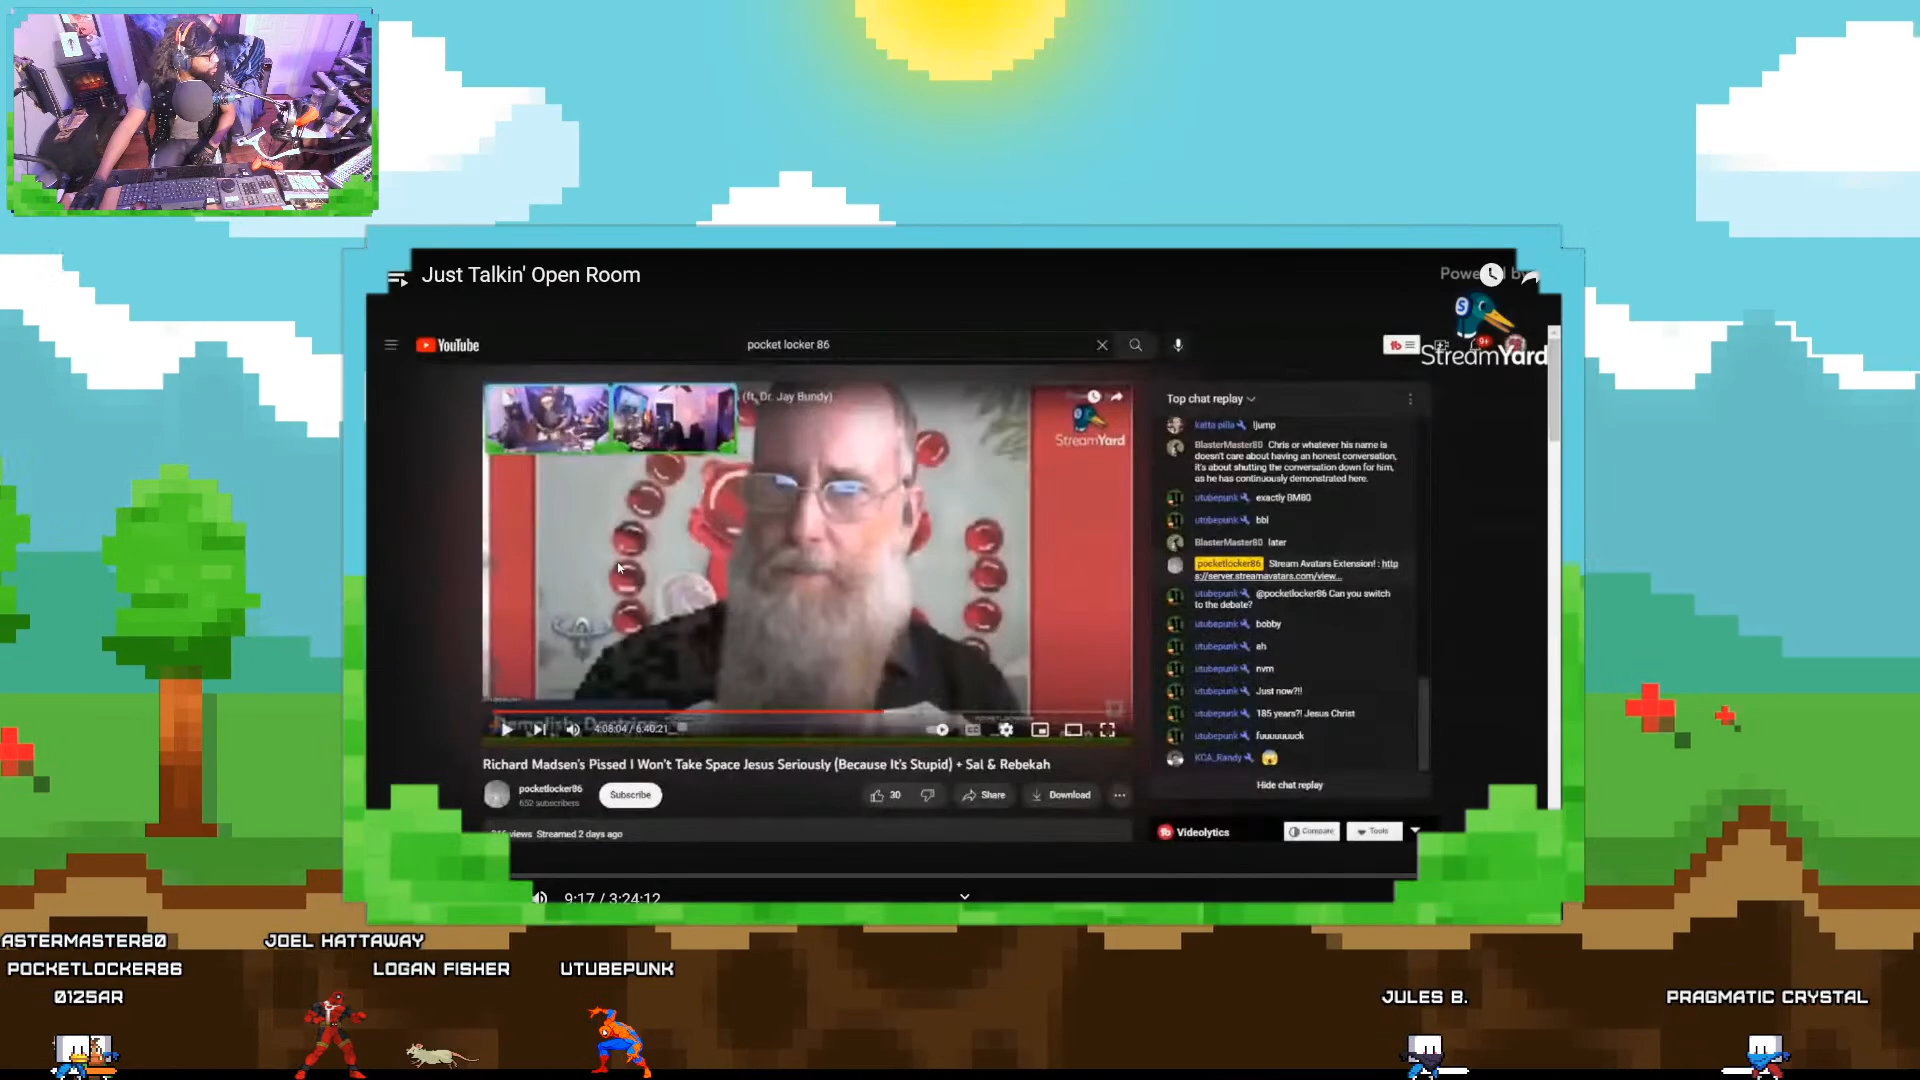 Just Talkin' Open Room
Powered by
StreamYard
YouTube
pocket locker 86
9+
(ft. Dr. Jay Bundy)
StreamYard
4:08:04 / 6:40:21
Richard Madsen's Pissed I Won't Take Space Jesus Seriously (Because It's Stupid) + Sal & Rebekah
pocketlocker86
652 subscribers
Subscribe
30
Share
Download
views Streamed 2 days ago
Top chat replay
katta pilla !jump
BlasterMaster80 Chris or whatever his name is
doesn't care about having an honest conversation,
it's about shutting the conversation down for him,
as he has continuously demonstrated here.
utubepunk exactly BM80
utubepunk bbl
BlasterMaster80 later
pocketlocker86 Stream Avatars Extension! : http
s://server.streamavatars.com/view...
utubepunk @pocketlocker86 Can you switch
to the debate?
utubepunk bobby
utubepunk ah
utubepunk nvm
utubepunk Just now?!!
utubepunk 185 years?! Jesus Christ
utubepunk fuuuuuuuck
KCA_Randy
Hide chat replay
Videolytics
Compare
Tools
9:17 / 3:24:12
ASTERMASTER80
JOEL HATTAWAY
POCKETLOCKER86
LOGAN FISHER
UTUBEPUNK
0125AR
JULES B.
PRAGMATIC CRYSTAL